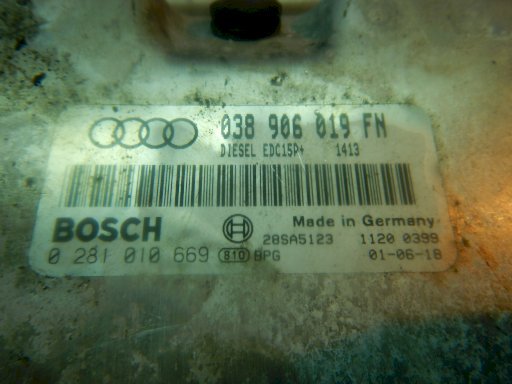 038 906 019 FN
DIESEL EDC15P+ 1413
BOSCH
Made in Germany
28SA5123 1120 0399
0 281 010 669 810 BPG 01-06-18